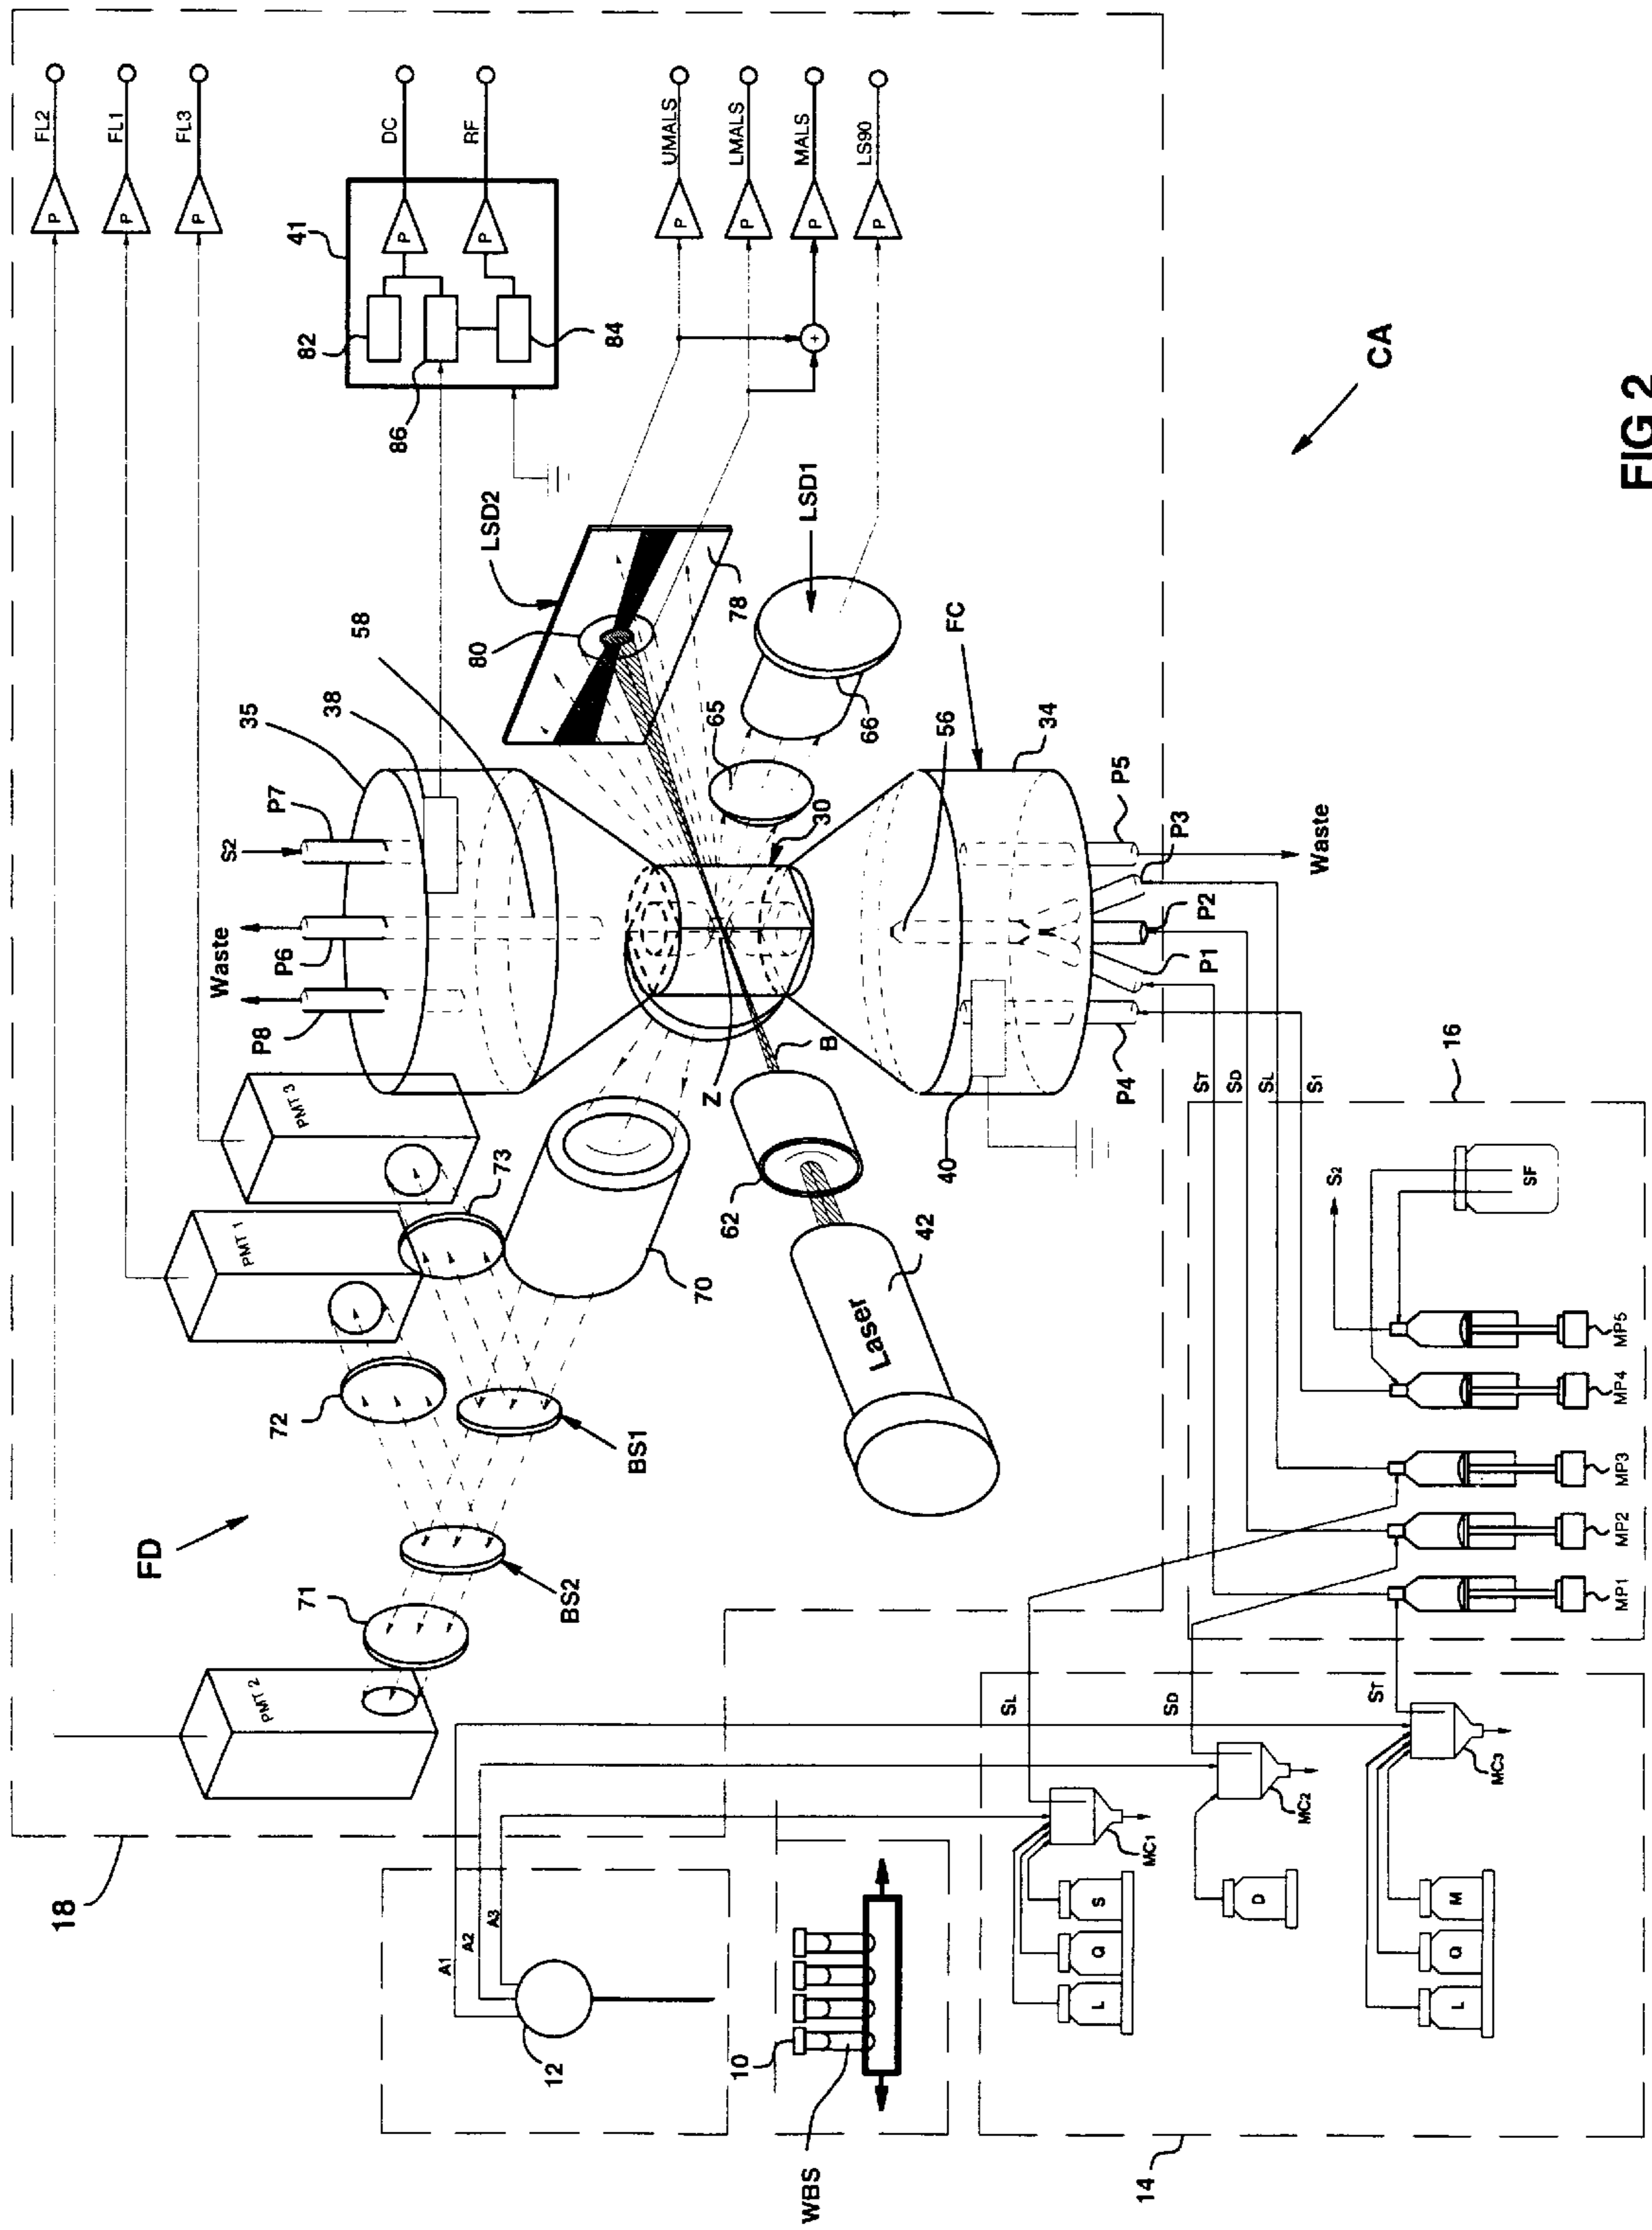 FL2
FL1
FL3
DC
RF
UMALS
LMALS
MALS
LS90
P
P
P
P
P
P
P
P
P
41
82
86
84
CA
FIG 2
LSD2
LSD1
78
80
58
65
66
56
FC
34
35
38
30
P7
S2
Waste
P6
P8
P5
P3
Waste
P2
P1
P4
40
Z
B
62
42
Laser
70
PMT 3
PMT 1
PMT 2
73
72
71
BS1
BS2
FD
18
16
ST
SD
SL
S1
S2
SF
MP5
MP4
MP3
MP2
MP1
SL
SD
ST
MC1
MC2
MC3
A1
A2
A3
12
10
WBS
14
L
Q
S
D
L
Q
M